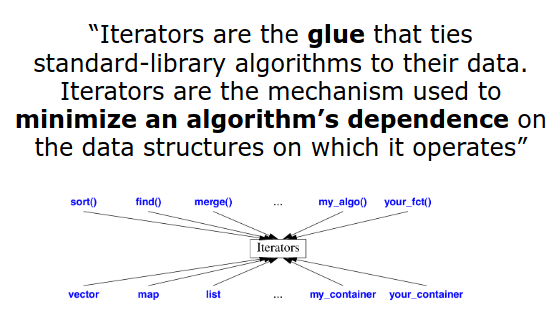 “Iterators are the glue that ties
standard-library algorithms to their data.
Iterators are the mechanism used to
minimize an algorithm’s dependence on
the data structures on which it operates”
sort() find() merge() ... my_algo() your_fct()
Iterators
vector map list ... my_container your_container